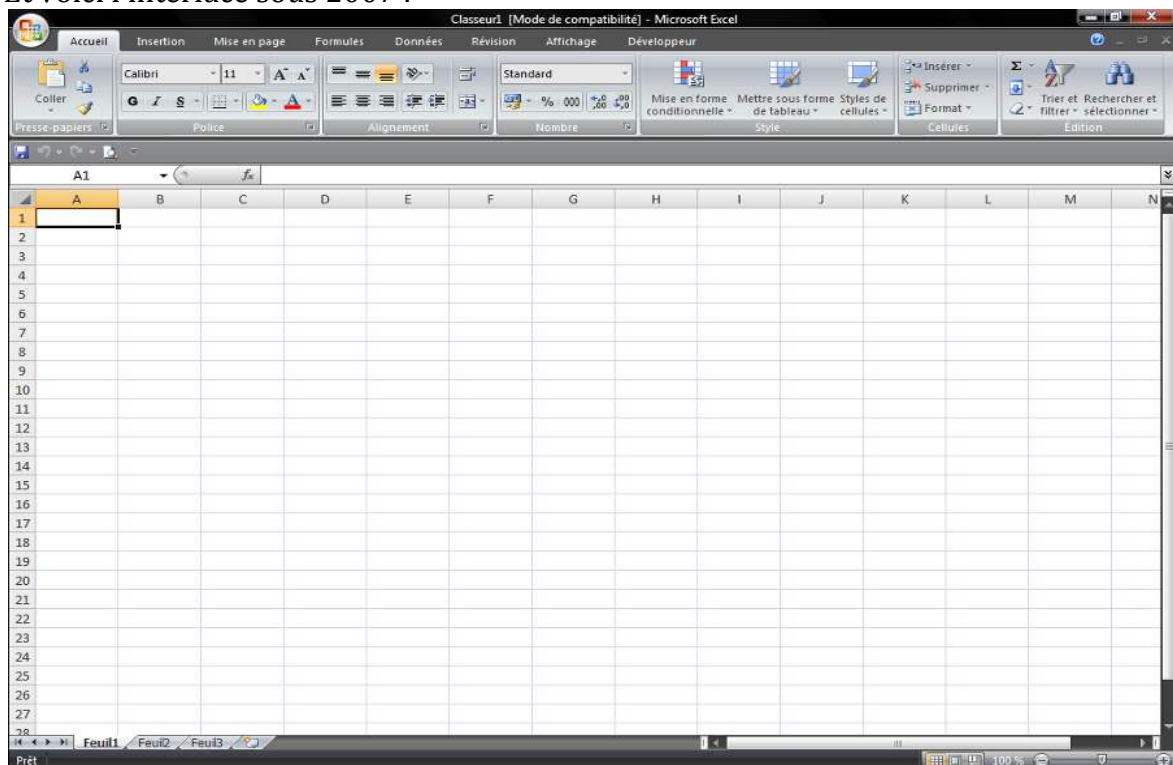 Et voici l'interface sous 2007 :
Classeur1 [Mode de compatibilité] - Microsoft Excel
Accueil Insertion Mise en page Formules Données Révision Affichage Développeur
Coller
Calibri 11 A A
G I S A
Standard
% 000
Mise en forme conditionnelle
Mettre sous forme de tableau
Styles de cellules
Insérer
Supprimer
Format
Σ
Trier et filtrer
Rechercher et sélectionner
Presse-papiers Police Alignement Nombre Style Cellules Edition
A1 fx
A B C D E F G H I J K L M N
1
2
3
4
5
6
7
8
9
10
11
12
13
14
15
16
17
18
19
20
21
22
23
24
25
26
27
28
Feuil1 Feuil2 Feuil3
Prêt 100 %